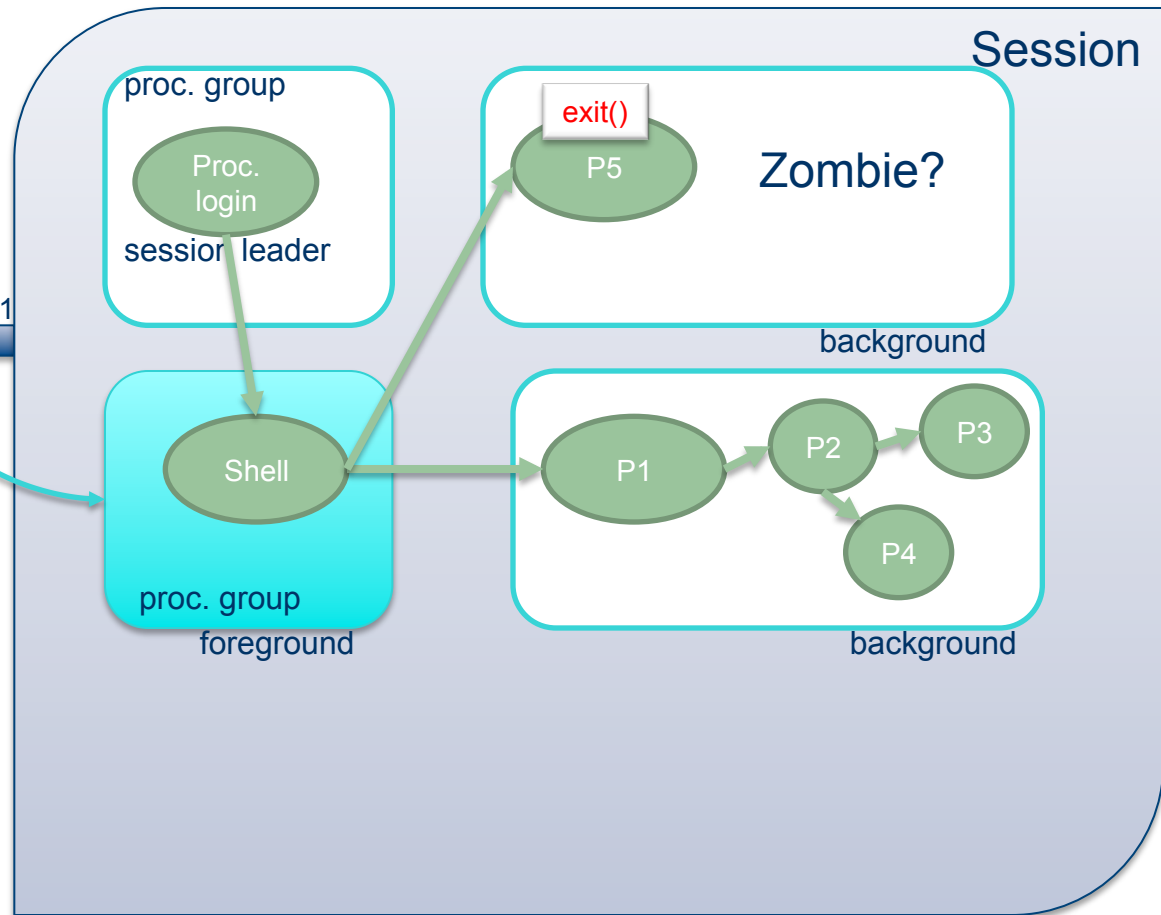 Session
proc. group
Proc.
login
session leader
exit()
P5
Zombie?
background
1
Shell
proc. group
foreground
P1
P2
P3
P4
background